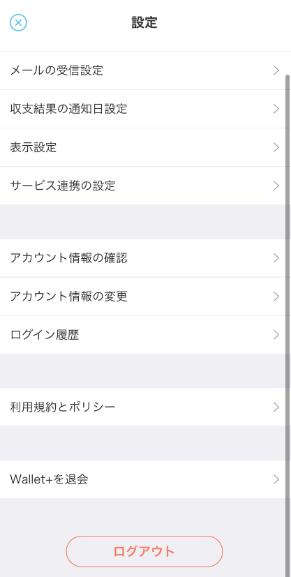 設定
メールの受信設定
収支結果の通知日設定
表示設定
サービス連携の設定
アカウント情報の確認
アカウント情報の変更
ログイン履歴
利用規約とポリシー
Wallet+を退会
ログアウト